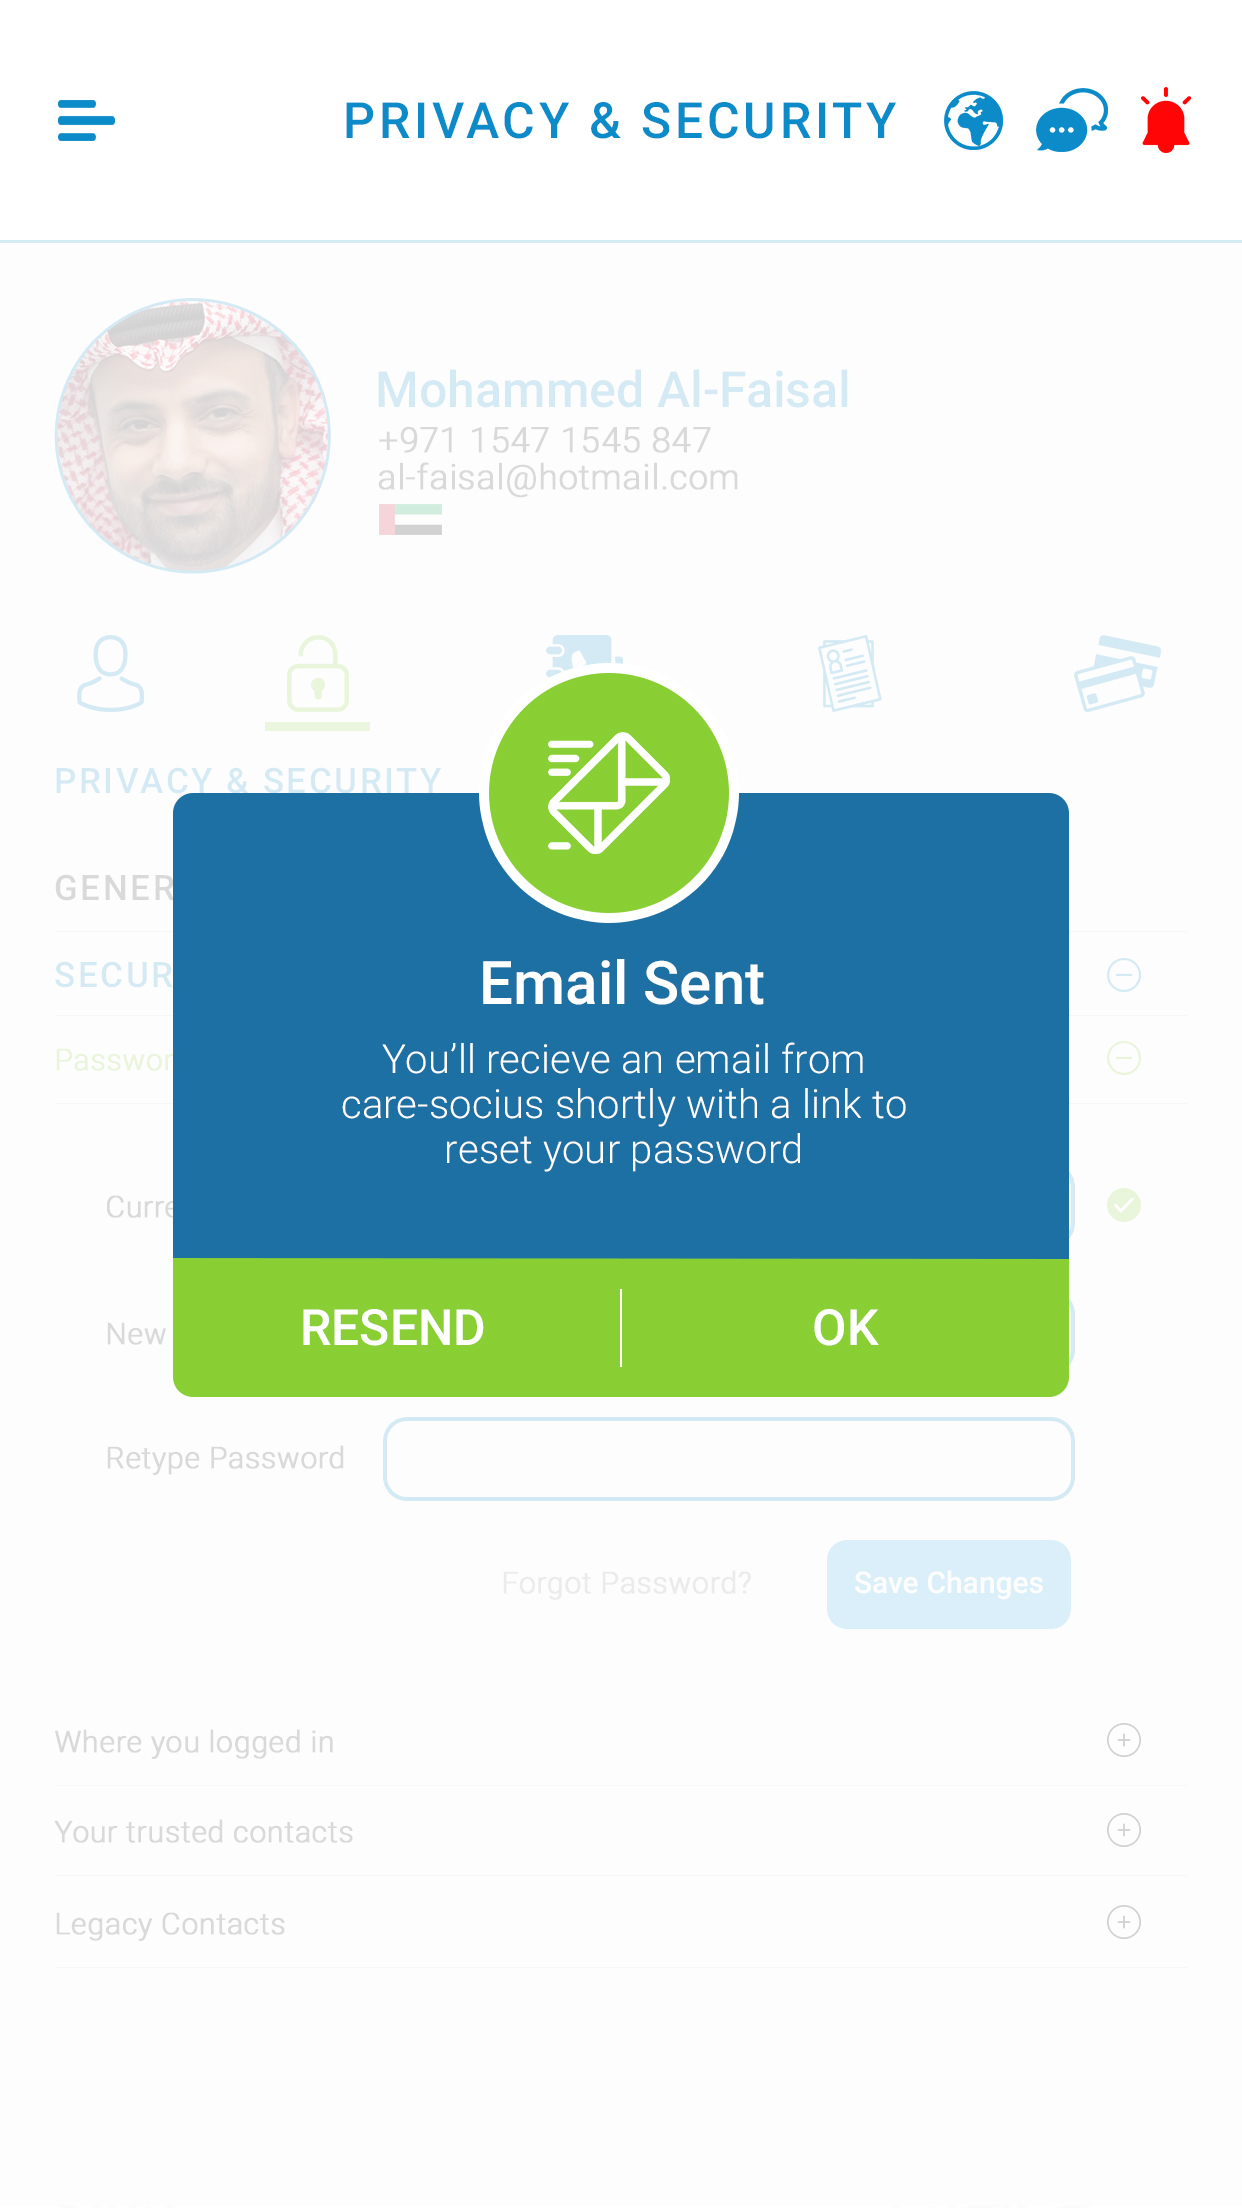 PRIVACY & SECURITY
Mohammed Al-Faisal
+971 1547 1545 847
al-faisal@hotmail.com
PRIVACY & SECURITY
GENER
SECUR
Passwor
Email Sent
You’ll recieve an email from
care-socius shortly with a link to
reset your password
Curre
New
RESEND
OK
Retype Password
Forgot Password?
Save Changes
Where you logged in
Your trusted contacts
Legacy Contacts